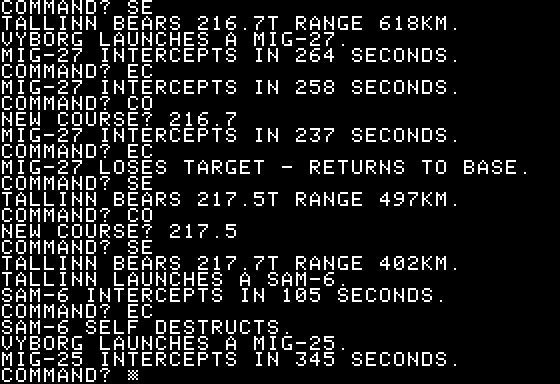 COMMAND? SE
TALLINN BEARS 216.7T RANGE 618KM.
VYBORG LAUNCHES A MIG-27.
MIG-27 INTERCEPTS IN 264 SECONDS.
COMMAND? EC
MIG-27 INTERCEPTS IN 258 SECONDS.
COMMAND? CO
NEW COURSE? 216.7
MIG-27 INTERCEPTS IN 237 SECONDS.
COMMAND? EC
MIG-27 LOSES TARGET - RETURNS TO BASE.
COMMAND? SE
TALLINN BEARS 217.5T RANGE 497KM.
COMMAND? CO
NEW COURSE? 217.5
COMMAND? SE
TALLINN BEARS 217.7T RANGE 402KM.
TALLINN LAUNCHES A SAM-6.
SAM-6 INTERCEPTS IN 105 SECONDS.
COMMAND? EC
SAM-6 SELF DESTRUCTS.
VYBORG LAUNCHES A MIG-25.
MIG-25 INTERCEPTS IN 345 SECONDS.
COMMAND?